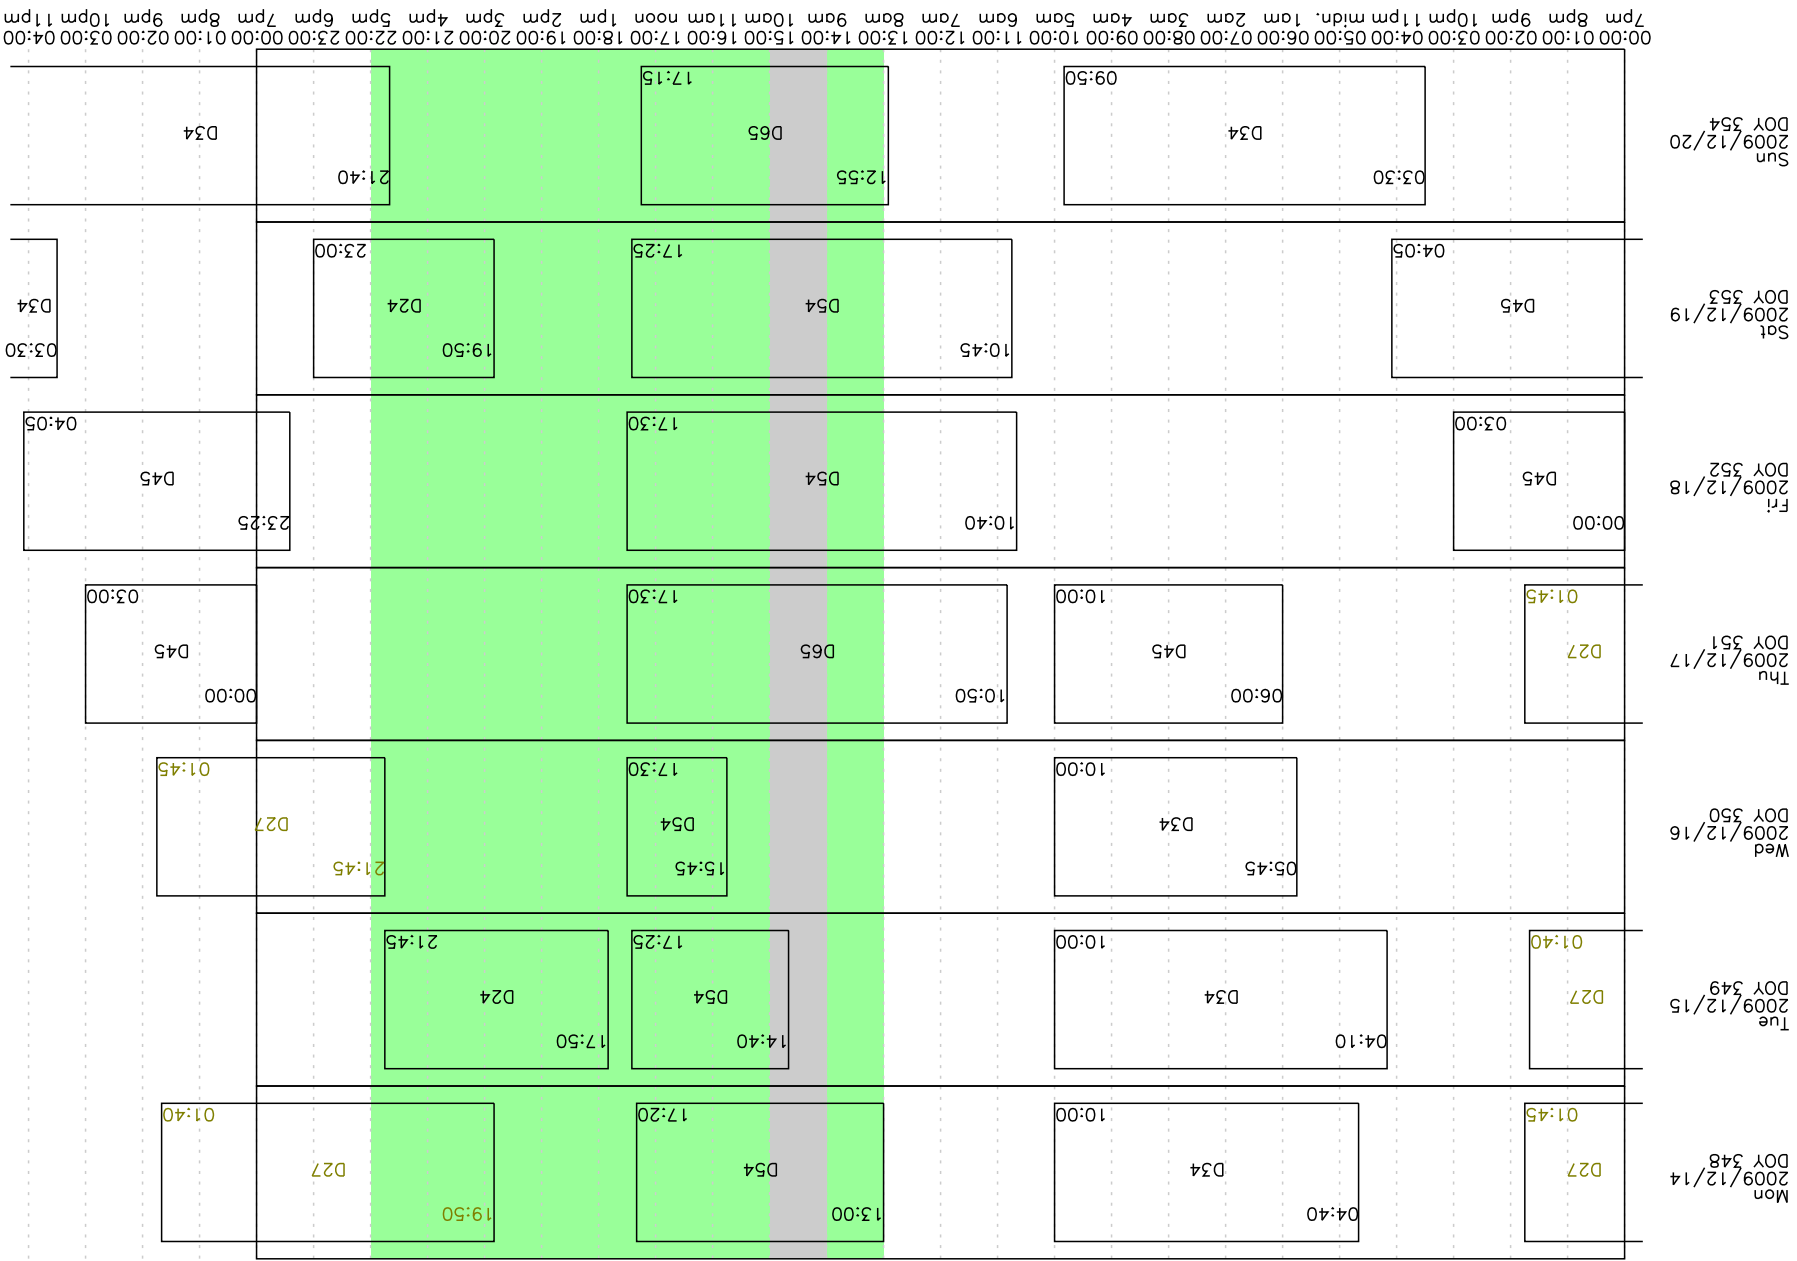 04:40 13:00 19:50
Mon
2009/12/14
DOY 348
D27 D34 D54 D27
01:45 10:00 17:20 01:40
04:10 14:40 17:50
Tue
2009/12/15
DOY 349
D27 D34 D54 D24
01:40 10:00 17:25 21:45
05:45 15:45 21:45
Wed
2009/12/16
DOY 350
D34 D54 D27
10:00 17:30 01:45
06:00 10:50 00:00
Thu
2009/12/17
DOY 351
D27 D45 D65 D45
01:45 10:00 17:30 03:00
00:00 10:40 23:25
Fri
2009/12/18
DOY 352
D45 D54 D45
03:00 17:30 04:05
10:45 19:50 03:30
Sat
2009/12/19
DOY 353
D45 D54 D24 D34
04:05 17:25 23:00
03:30 12:55 21:40
Sun
2009/12/20
DOY 354
D34 D65 D34
09:50 17:15
00:00 01:00 02:00 03:00 04:00 05:00 06:00 07:00 08:00 09:00 10:00 11:00 12:00 13:00 14:00 15:00 16:00 17:00 18:00 19:00 20:00 21:00 22:00 23:00 00:00 01:00 02:00 03:00 04:00
7pm 8pm 9pm 10pm 11pm midn. 1am 2am 3am 4am 5am 6am 7am 8am 9am 10am 11am noon 1pm 2pm 3pm 4pm 5pm 6pm 7pm 8pm 9pm 10pm 11pm